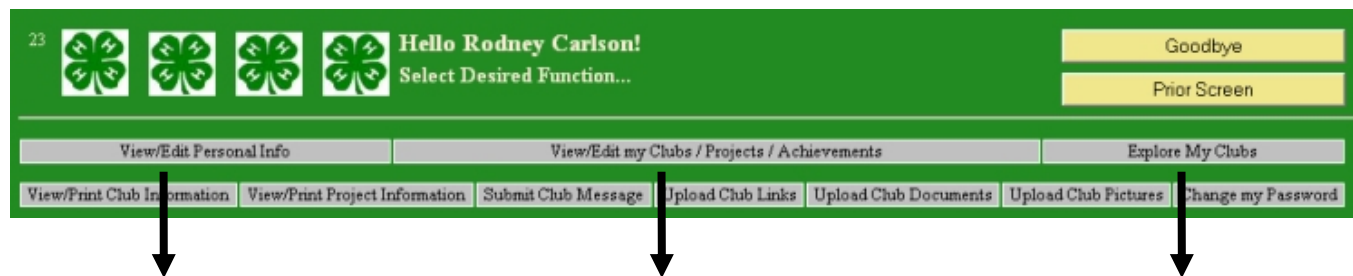 23
H H H H H H H H H H H H H H H H
Hello Rodney Carlson!
Select Desired Function...
Goodbye
Prior Screen
View/Edit Personal Info
View/Edit my Clubs / Projects / Achievements
Explore My Clubs
View/Print Club Information
View/Print Project Information
Submit Club Message
Upload Club Links
Upload Club Documents
Upload Club Pictures
Change my Password